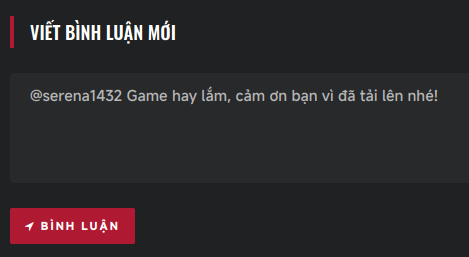 VIẾT BÌNH LUẬN MỚI
@serena1432 Game hay lắm, cảm ơn bạn vì đã tải lên nhé!
BÌNH LUẬN